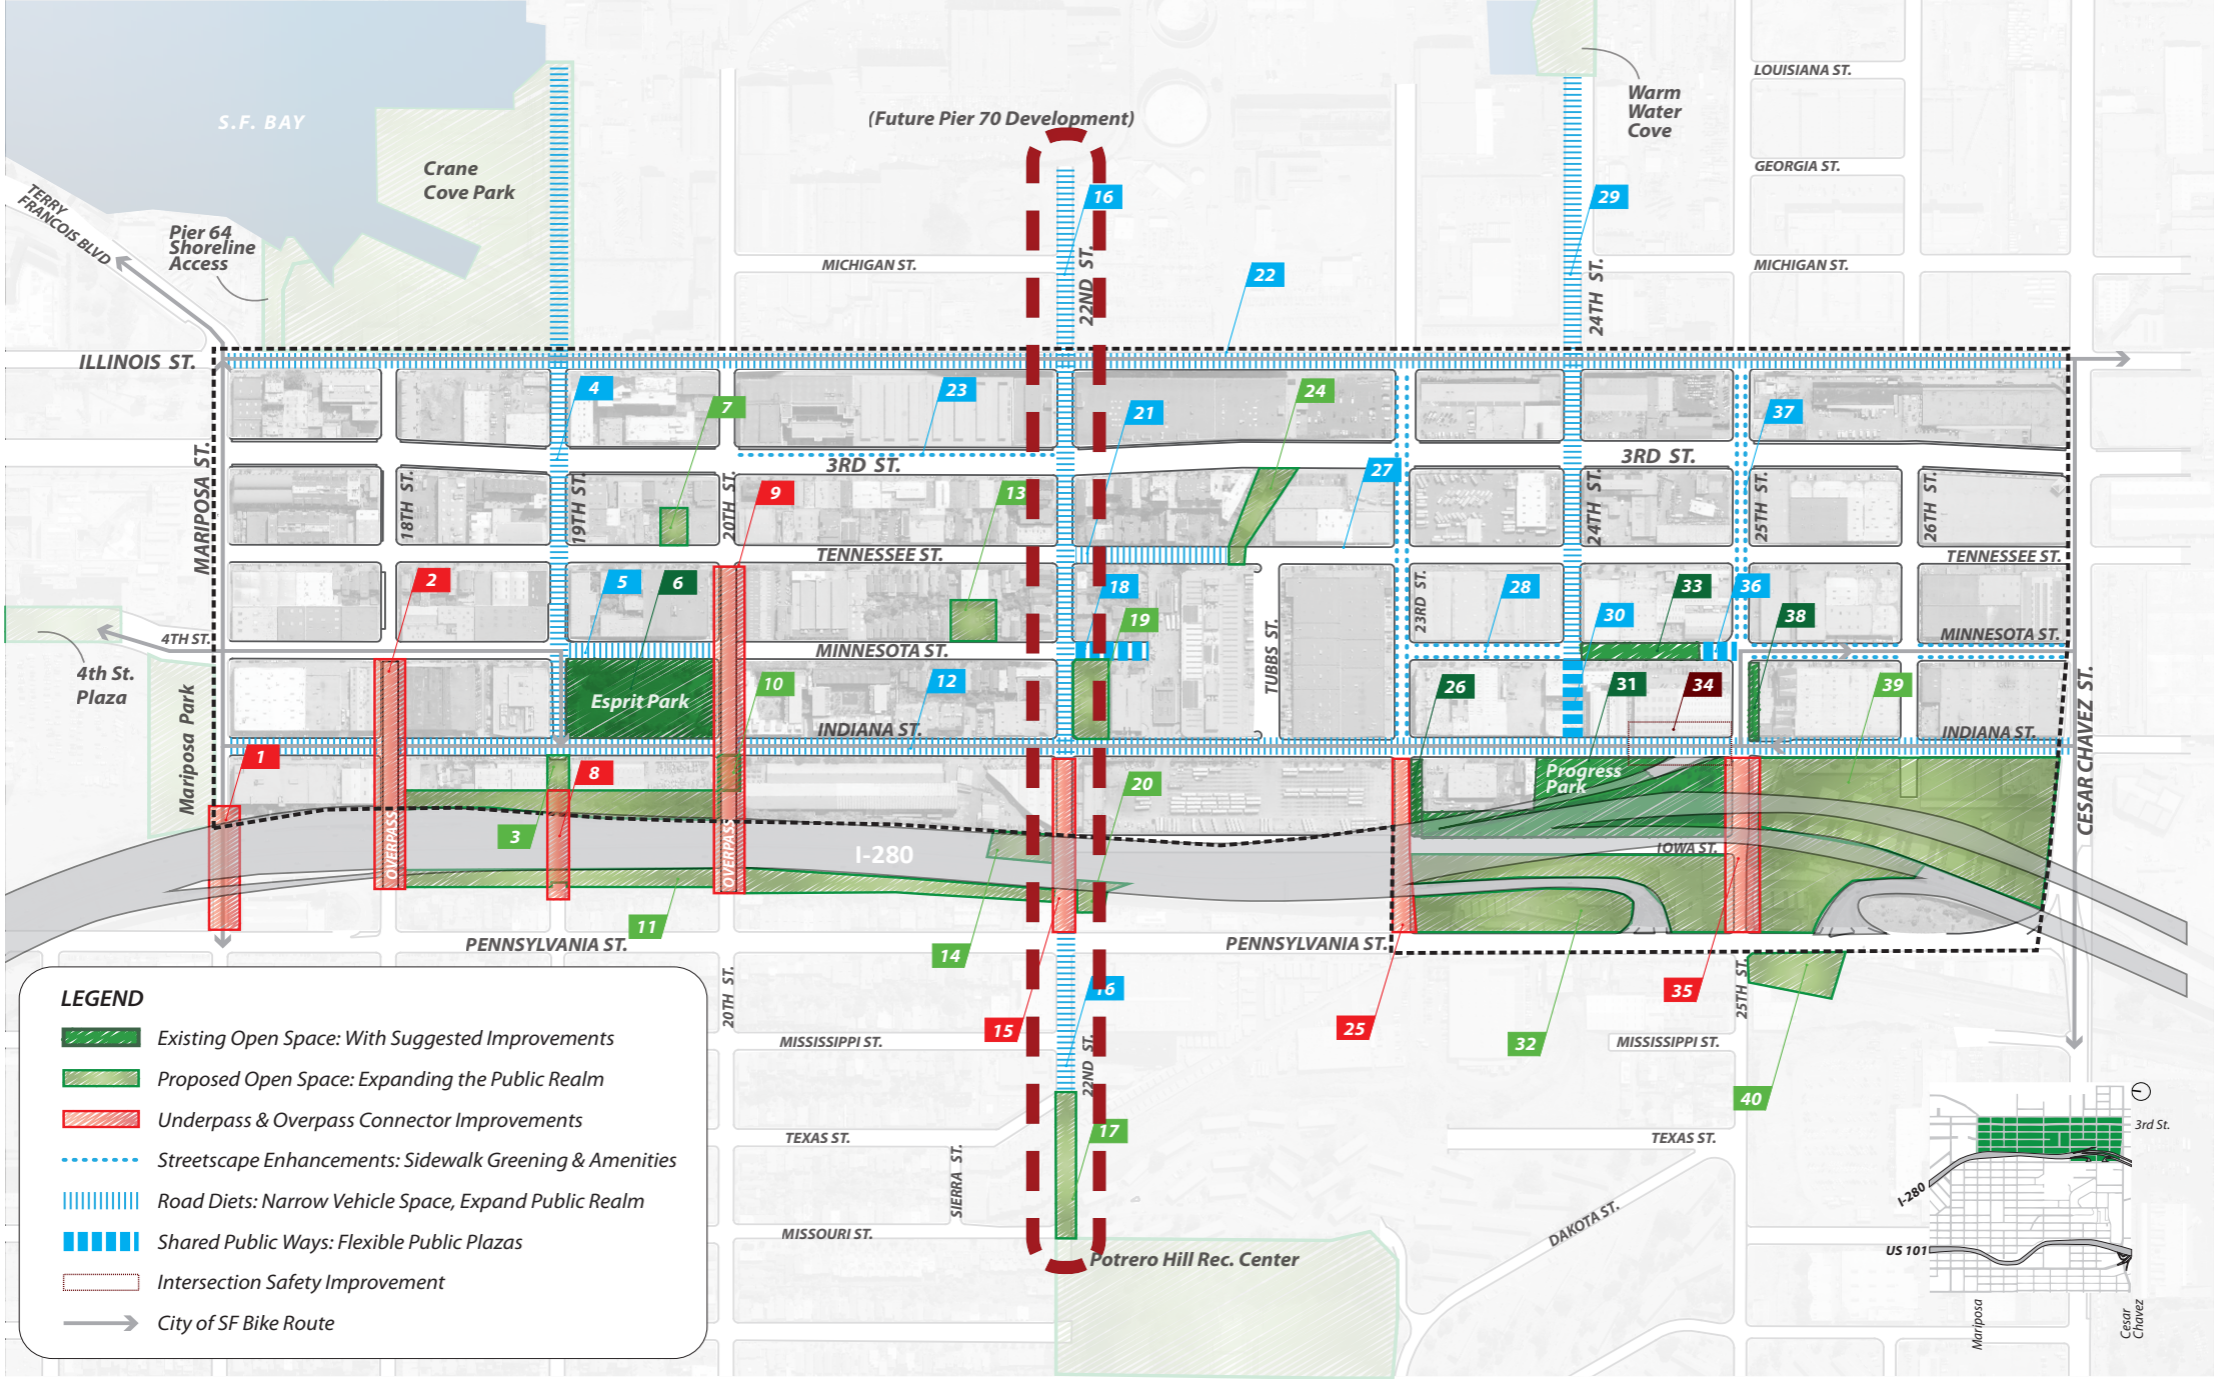 S.F. BAY
Crane
Cove Park
Pier 64
Shoreline
Access
TERRY
FRANCOIS BLVD
(Future Pier 70 Development)
Warm
Water
Cove
LOUISIANA ST.
GEORGIA ST.
MICHIGAN ST.
MICHIGAN ST.
16
22ND ST.
22
29
24TH ST.
ILLINOIS ST.
4
7
23
21
24
37
MARIPOSA ST.
18TH ST.
19TH ST.
20TH ST.
3RD ST.
3RD ST.
9
13
27
24TH ST.
25TH ST.
26TH ST.
TENNESSEE ST.
TENNESSEE ST.
2
5
6
18
19
28
23RD ST.
30
33
36
38
4TH ST.
4th St.
Plaza
Mariposa Park
MINNESOTA ST.
MINNESOTA ST.
TUBBS ST.
Esprit Park
10
12
26
31
34
39
INDIANA ST.
INDIANA ST.
CESAR CHAVEZ ST.
1
8
20
Progress
Park
3
OVERPASS
OVERPASS
I-280
IOWA ST.
11
14
PENNSYLVANIA ST.
PENNSYLVANIA ST.
15
16
25
32
35
40
20TH ST.
22ND ST.
25TH ST.
MISSISSIPPI ST.
MISSISSIPPI ST.
17
TEXAS ST.
TEXAS ST.
SIERRA ST.
MISSOURI ST.
DAKOTA ST.
Potrero Hill Rec. Center
LEGEND
Existing Open Space: With Suggested Improvements
Proposed Open Space: Expanding the Public Realm
Underpass & Overpass Connector Improvements
Streetscape Enhancements: Sidewalk Greening & Amenities
Road Diets: Narrow Vehicle Space, Expand Public Realm
Shared Public Ways: Flexible Public Plazas
Intersection Safety Improvement
City of SF Bike Route
3rd St.
I-280
US 101
Mariposa
Cesar
Chavez